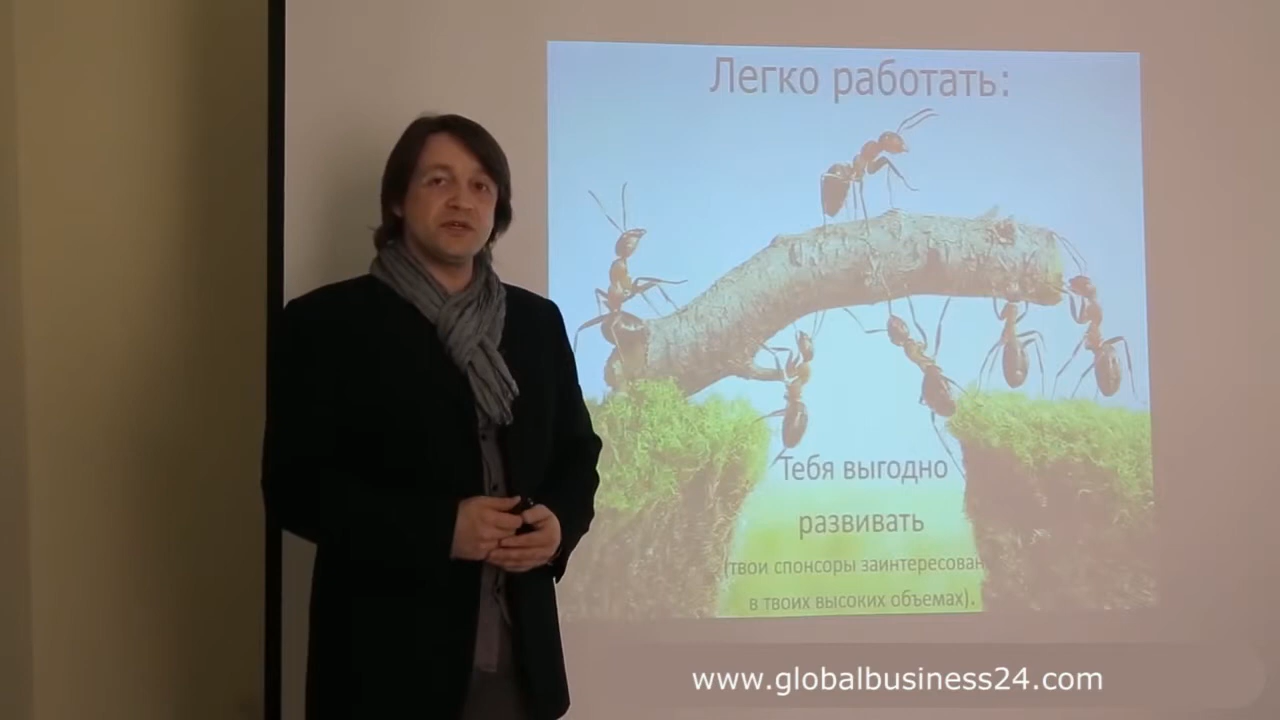 Легко работать:
Тебя выгодно
развивать
(твои спонсоры заинтересован
в твоих высоких объемах).
www.globalbusiness24.com